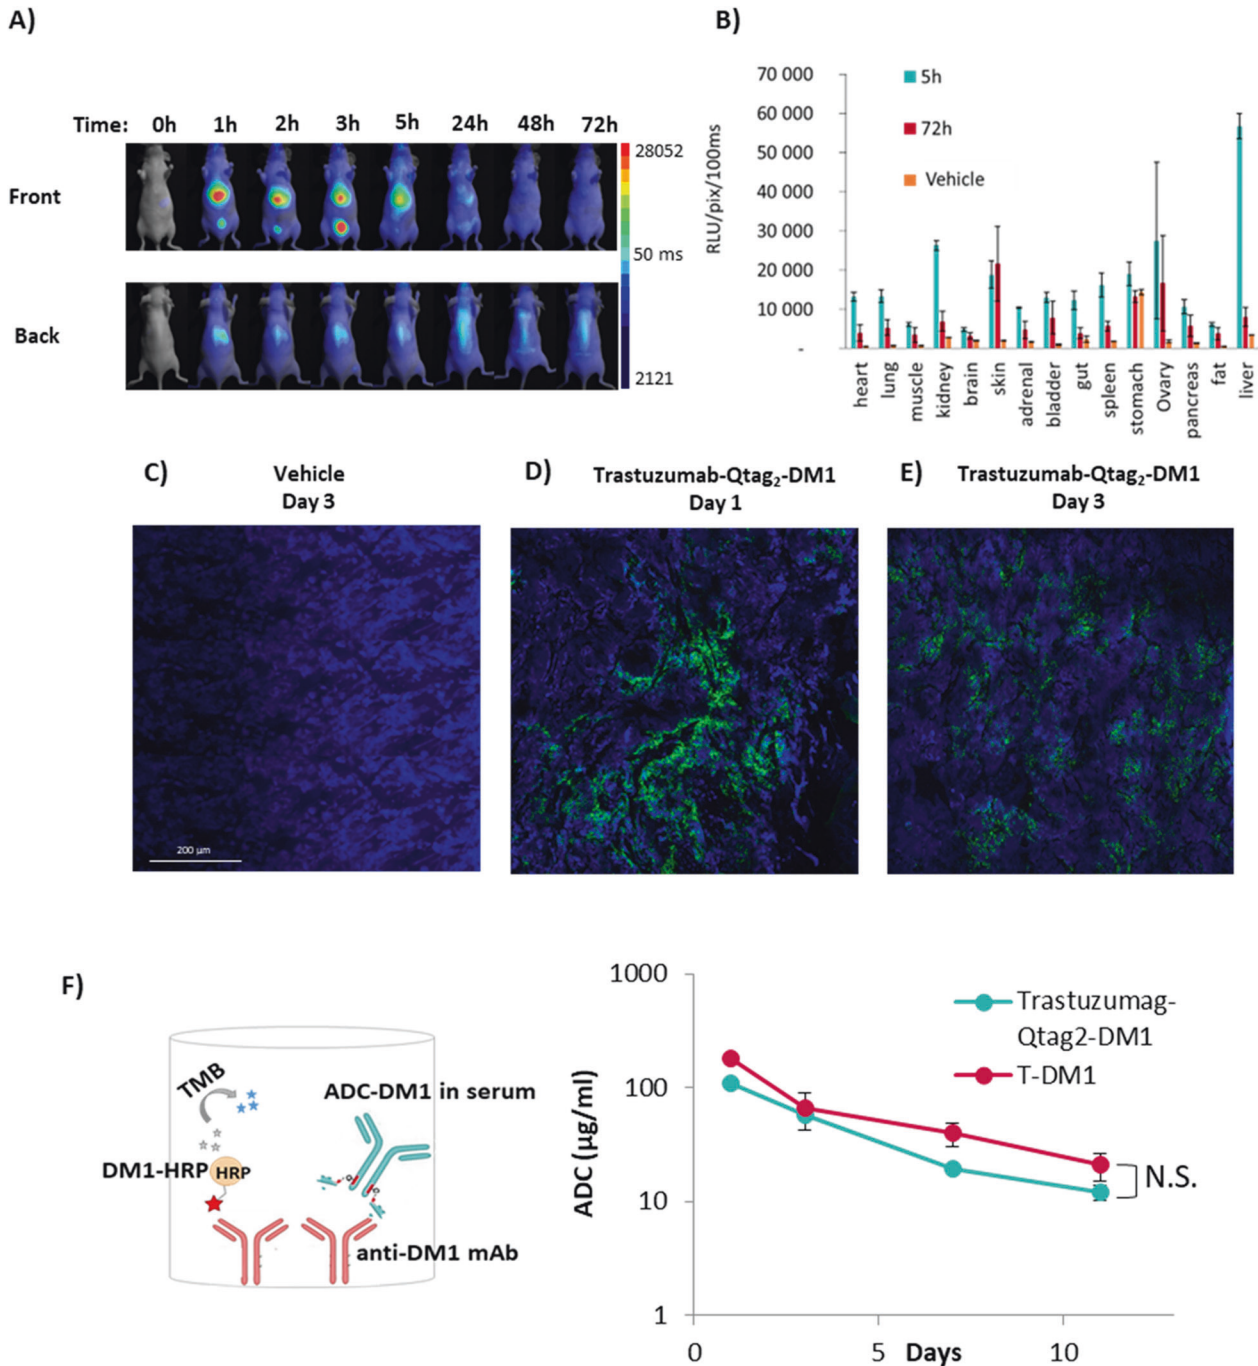 A)
Time: 0h 1h 2h 3h 5h 24h 48h 72h
Front
Back
28052
50 ms
2121
B)
RLU/pix/100ms
70 000
60 000
50 000
40 000
30 000
20 000
10 000
-
5h
72h
Vehicle
heart
lung
muscle
kidney
brain
skin
adrenal
bladder
gut
spleen
stomach
Ovary
pancreas
fat
liver
C)
Vehicle
Day 3
200 µm
D)
Trastuzumab-Qtag₂-DM1
Day 1
E)
Trastuzumab-Qtag₂-DM1
Day 3
F)
TMB
ADC-DM1 in serum
DM1-HRP
HRP
anti-DM1 mAb
ADC (µg/ml)
1000
100
10
1
0
5
10
Days
Trastuzumag-
Qtag2-DM1
T-DM1
N.S.